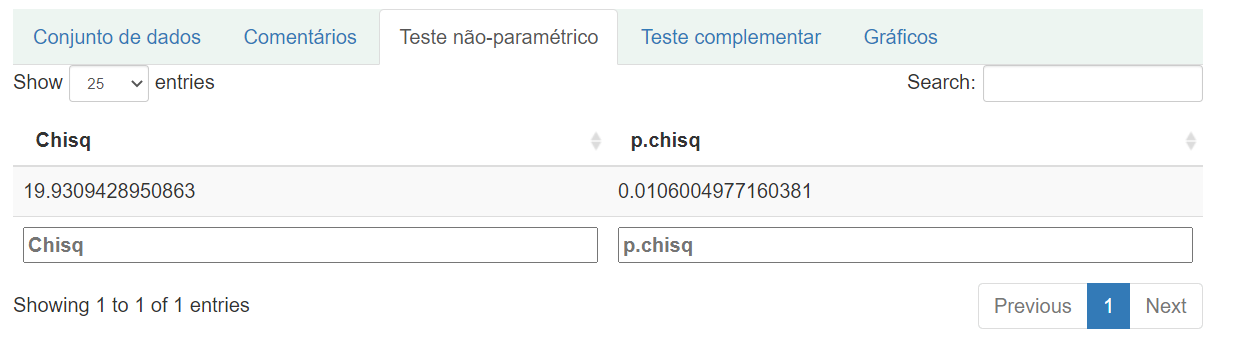 Conjunto de dados Comentários Teste não-paramétrico Teste complementar Gráficos
Show 25 entries Search:
Chisq p.chisq
19.9309428950863 0.0106004977160381
Chisq p.chisq
Showing 1 to 1 of 1 entries Previous 1 Next